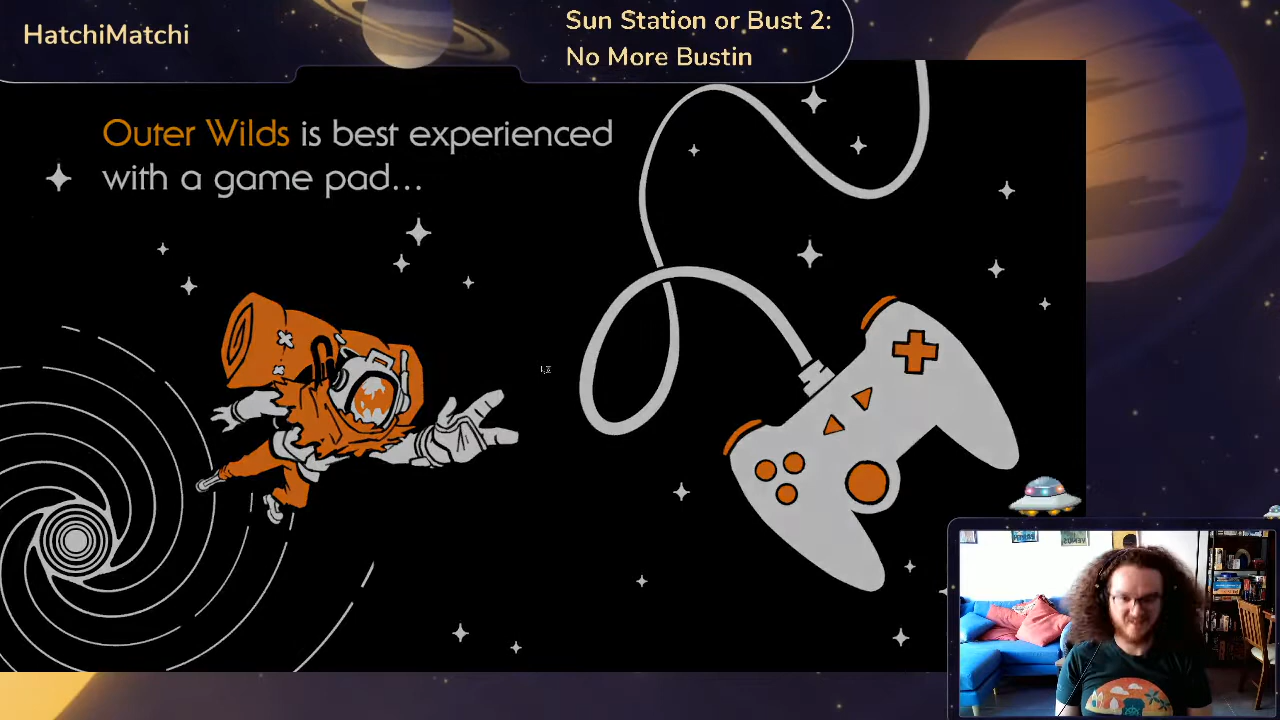 HatchiMatchi
Sun Station or Bust 2:
No More Bustin
Outer Wilds is best experienced
with a game pad...